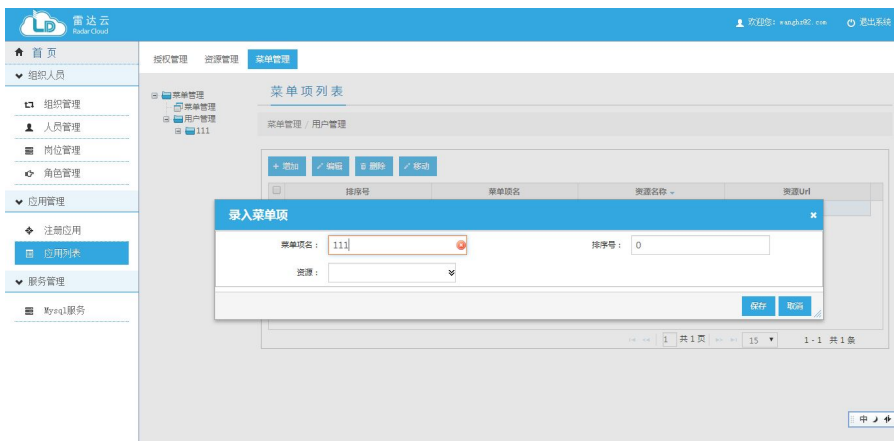 雷达云
RadarCloud
欢迎您: wangbz02. com 退出系统
首页
组织人员
组织管理
人员管理
岗位管理
角色管理
应用管理
注册应用
应用列表
服务管理
Mysql服务
授权管理 资源管理 菜单管理
菜单管理
菜单管理
用户管理
111
菜单项列表
菜单管理 / 用户管理
+ 增加 编辑 删除 移动
排序号 菜单项名 资源名称 资源Url
录入菜单项 ×
菜单项名: 111 排序号: 0
资源:
保存 取消
1 共1页 15 1 - 1 共1条
中